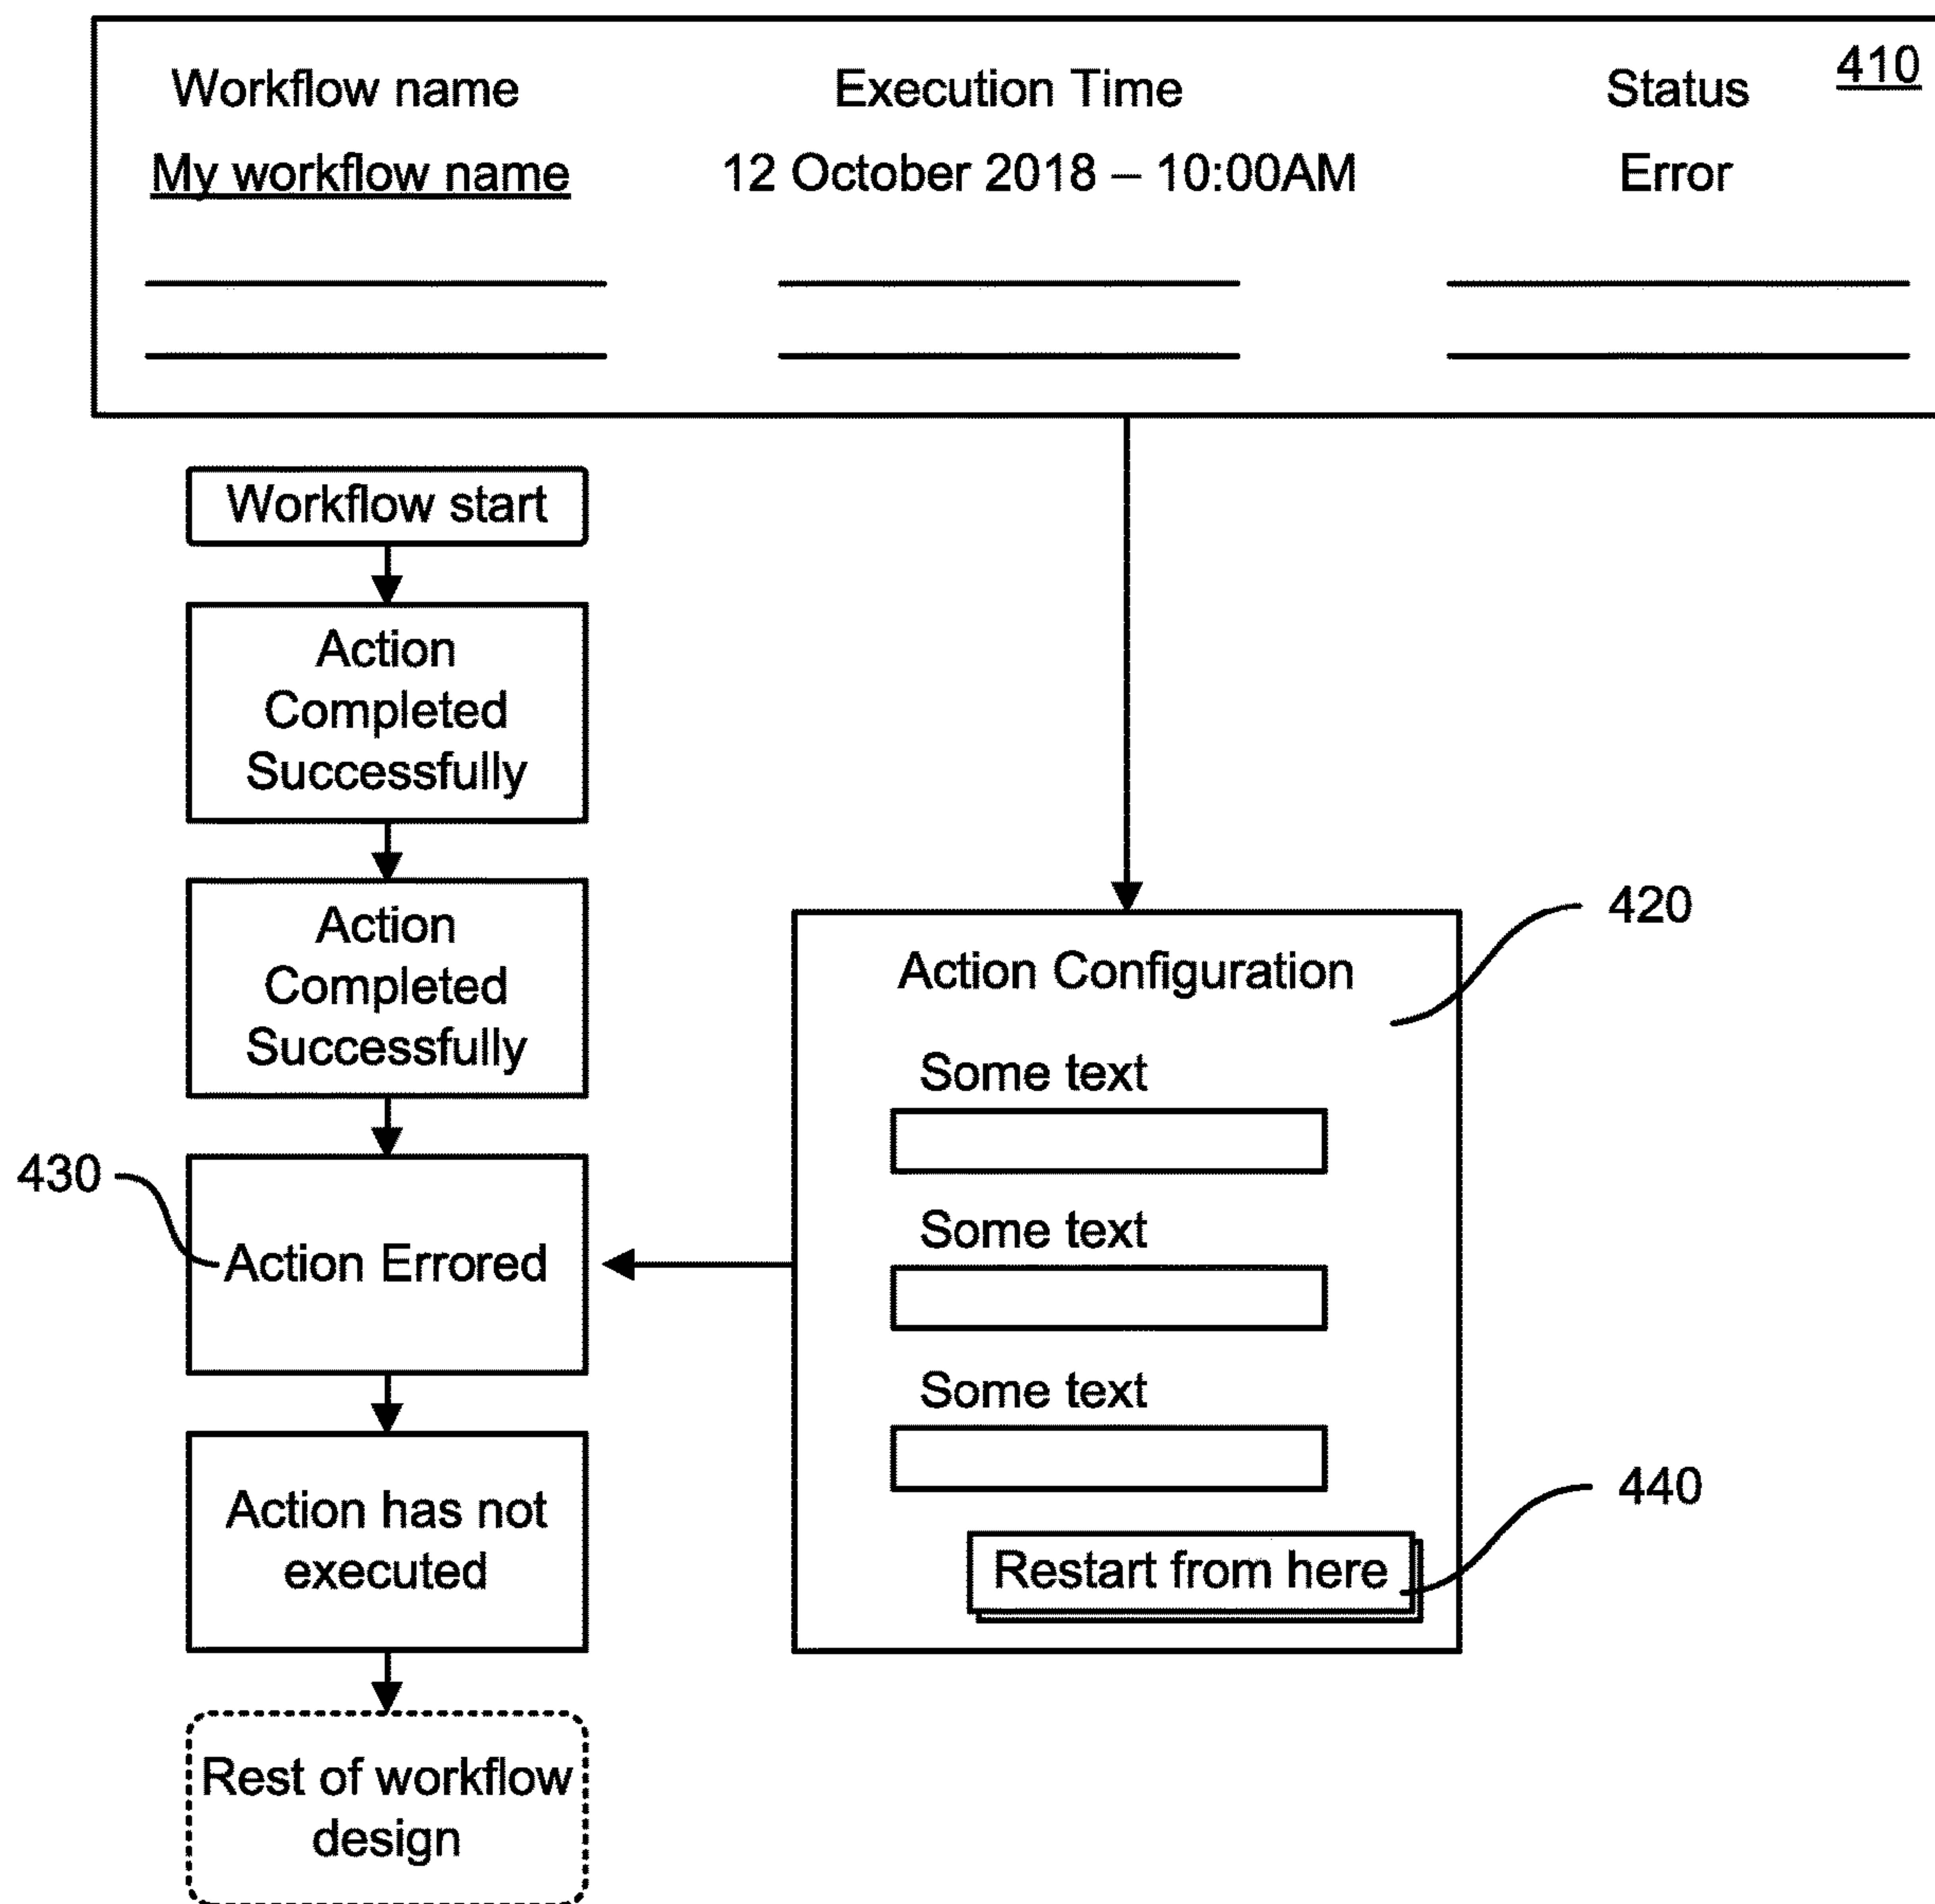 Workflow name Execution Time Status 410
My workflow name 12 October 2018 – 10:00AM Error
Workflow start
Action
Completed
Successfully
Action
Completed
Successfully
420
Action Configuration
Some text
430
Action Errored
Some text
Some text
Action has not
executed
440
Restart from here
Rest of workflow
design